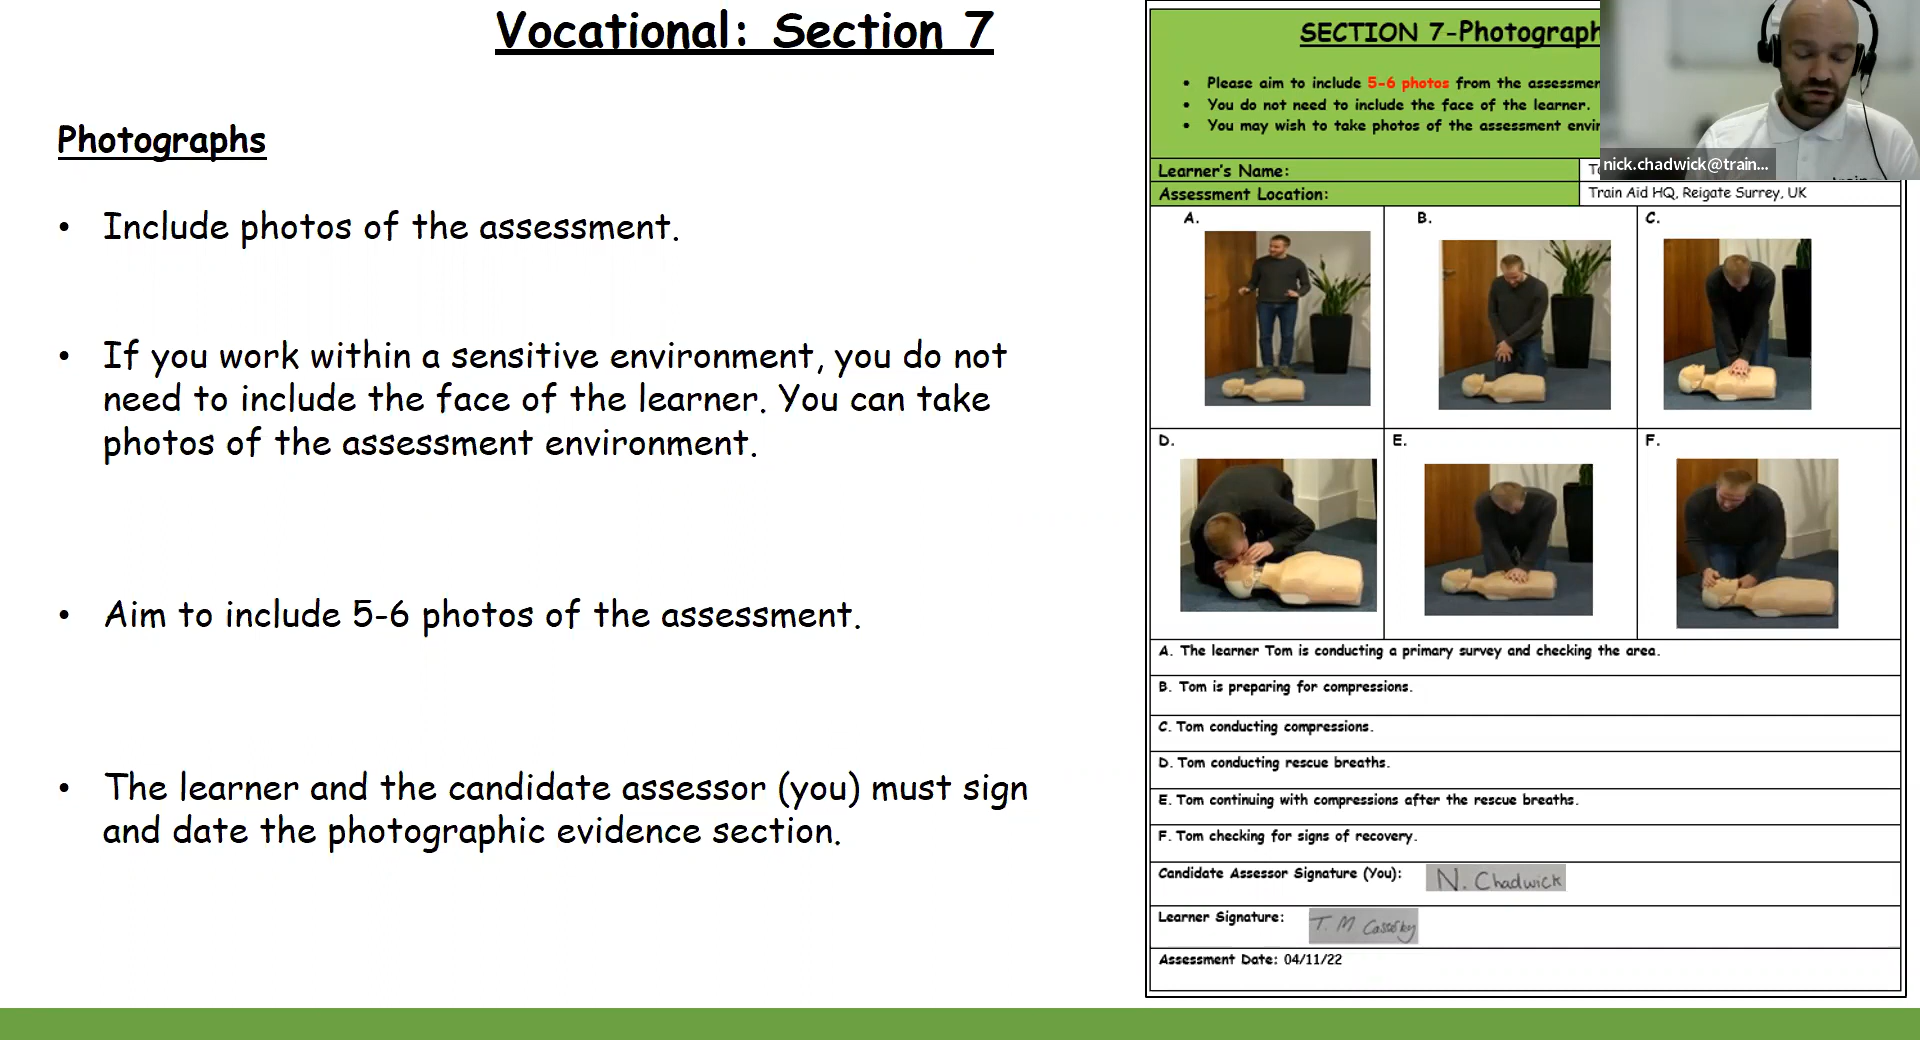 Vocational: Section 7
Photographs
• Include photos of the assessment.
• If you work within a sensitive environment, you do not
need to include the face of the learner. You can take
photos of the assessment environment.
• Aim to include 5-6 photos of the assessment.
• The learner and the candidate assessor (you) must sign
and date the photographic evidence section.
SECTION 7-Photograph
• Please aim to include 5-6 photos from the assessmen
• You do not need to include the face of the learner.
• You may wish to take photos of the assessment envir
nick.chadwick@train...
Learner's Name:
Assessment Location: Train Aid HQ, Reigate Surrey, UK
A. B. C.
D. E. F.
A. The learner Tom is conducting a primary survey and checking the area.
B. Tom is preparing for compressions.
C. Tom conducting compressions.
D. Tom conducting rescue breaths.
E. Tom continuing with compressions after the rescue breaths.
F. Tom checking for signs of recovery.
Candidate Assessor Signature (You): N. Chadwick
Learner Signature: T. M
Assessment Date: 04/11/22